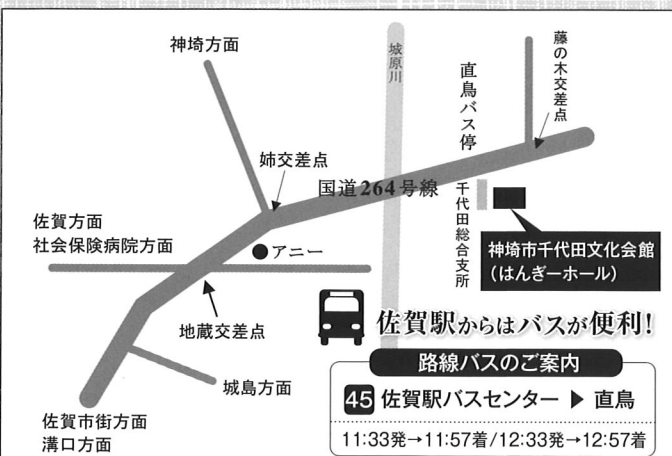 神埼方面
城原川
藤の木交差点
直鳥バス停
姉交差点
国道264号線
千代田総合支所
佐賀方面
社会保険病院方面
アニー
神埼市千代田文化会館
(はんぎーホール)
地蔵交差点
佐賀駅からはバスが便利!
路線バスのご案内
城島方面
45 佐賀駅バスセンター ▶ 直鳥
佐賀市街方面
溝口方面
11:33発→11:57着/12:33発→12:57着